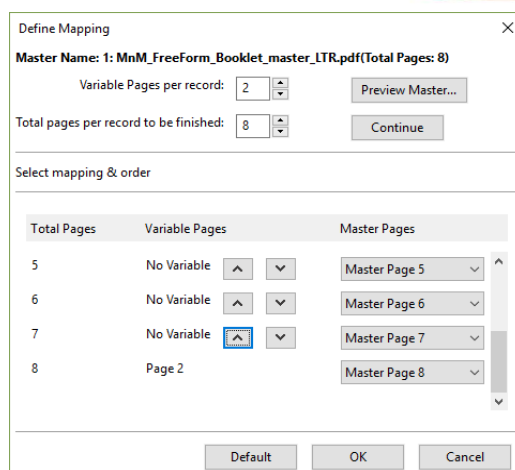 Define Mapping
Master Name: 1: MnM_FreeForm_Booklet_master_LTR.pdf(Total Pages: 8)
Variable Pages per record: 2 Preview Master...
Total pages per record to be finished: 8 Continue
Select mapping & order
Total Pages Variable Pages Master Pages
5 No Variable Master Page 5
6 No Variable Master Page 6
7 No Variable Master Page 7
8 Page 2 Master Page 8
Default OK Cancel